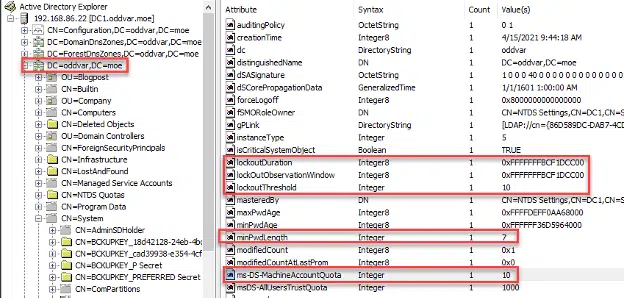 Active Directory Explorer
192.168.86.22 [DC1.oddvar.moe]
CN=Configuration,DC=oddvar,DC=moe
DC=DomainDnsZones,DC=oddvar,DC=moe
DC=ForestDnsZones,DC=oddvar,DC=moe
DC=oddvar,DC=moe
OU=Blogpost
CN=Builtin
OU=Company
CN=Computers
CN=Deleted Objects
OU=Domain Controllers
CN=ForeignSecurityPrincipals
CN=Infrastructure
CN=LostAndFound
CN=Managed Service Accounts
CN=NTDS Quotas
CN=Program Data
CN=System
CN=AdminSDHolder
CN=BCKUPKEY_18d42128-24eb-4b
CN=BCKUPKEY_cad39938-e354-4cf
CN=BCKUPKEY_P Secret
CN=BCKUPKEY_PREFERRED Secret
CN=ComPartitions
Attribute Syntax Count Value(s)
auditingPolicy OctetString 1 0 1
creationTime Integer8 1 4/15/2021 9:44:18 AM
dc DirectoryString 1 oddvar
distinguishedName DN 1 DC=oddvar,DC=moe
dSASignature OctetString 1 1 0 0 0 40 0 0 0 0 0 0 0 0 0 0 0 0 0 0
dSCorePropagationData GeneralizedTime 1 1/1/1601 1:00:00 AM
forceLogoff Integer8 1 0x8000000000000000
fSMORoleOwner DN 1 CN=NTDS Settings,CN=DC1,CN=S
gPLink DirectoryString 1 [LDAP://cn={86D589DC-DAB7-4C
instanceType Integer 1 5
isCriticalSystemObject Boolean 1 TRUE
lockoutDuration Integer8 1 0xFFFFFFFBCF1DCC00
lockOutObservationWindow Integer8 1 0xFFFFFFFBCF1DCC00
lockoutThreshold Integer 1 10
masteredBy DN 1 CN=NTDS Settings,CN=DC1,CN=S
maxPwdAge Integer8 1 0xFFFFDEFF0AA68000
minPwdAge Integer8 1 0xFFFFFF36D5964000
minPwdLength Integer 1 7
modifiedCount Integer8 1 0x1
modifiedCountAtLastProm Integer8 1 0x0
ms-DS-MachineAccountQuota Integer 1 10
msDS-AllUsersTrustQuota Integer 1 1000